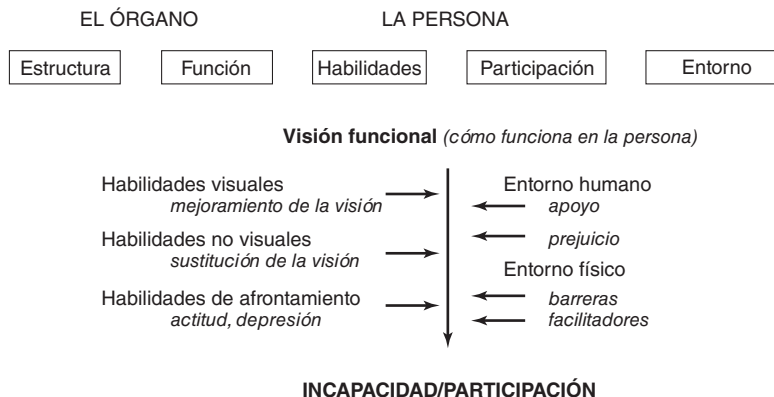 EL ÓRGANO LA PERSONA
Estructura Función Habilidades Participación Entorno
Visión funcional (cómo funciona en la persona)
Habilidades visuales Entorno humano
mejoramiento de la visión apoyo
Habilidades no visuales prejuicio
sustitución de la visión
Entorno físico
Habilidades de afrontamiento barreras
actitud, depresión facilitadores
INCAPACIDAD/PARTICIPACIÓN